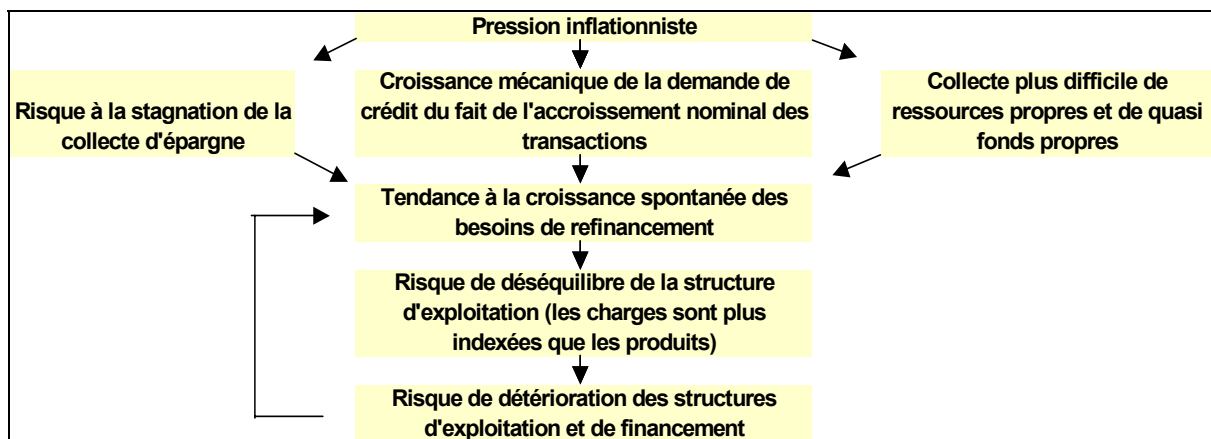 Pression inflationniste
Risque à la stagnation de la
collecte d'épargne
Croissance mécanique de la demande de
crédit du fait de l'accroissement nominal des
transactions
Collecte plus difficile de
ressources propres et de quasi
fonds propres
Tendance à la croissance spontanée des
besoins de refinancement
Risque de déséquilibre de la structure
d'exploitation (les charges sont plus
indexées que les produits)
Risque de détérioration des structures
d'exploitation et de financement